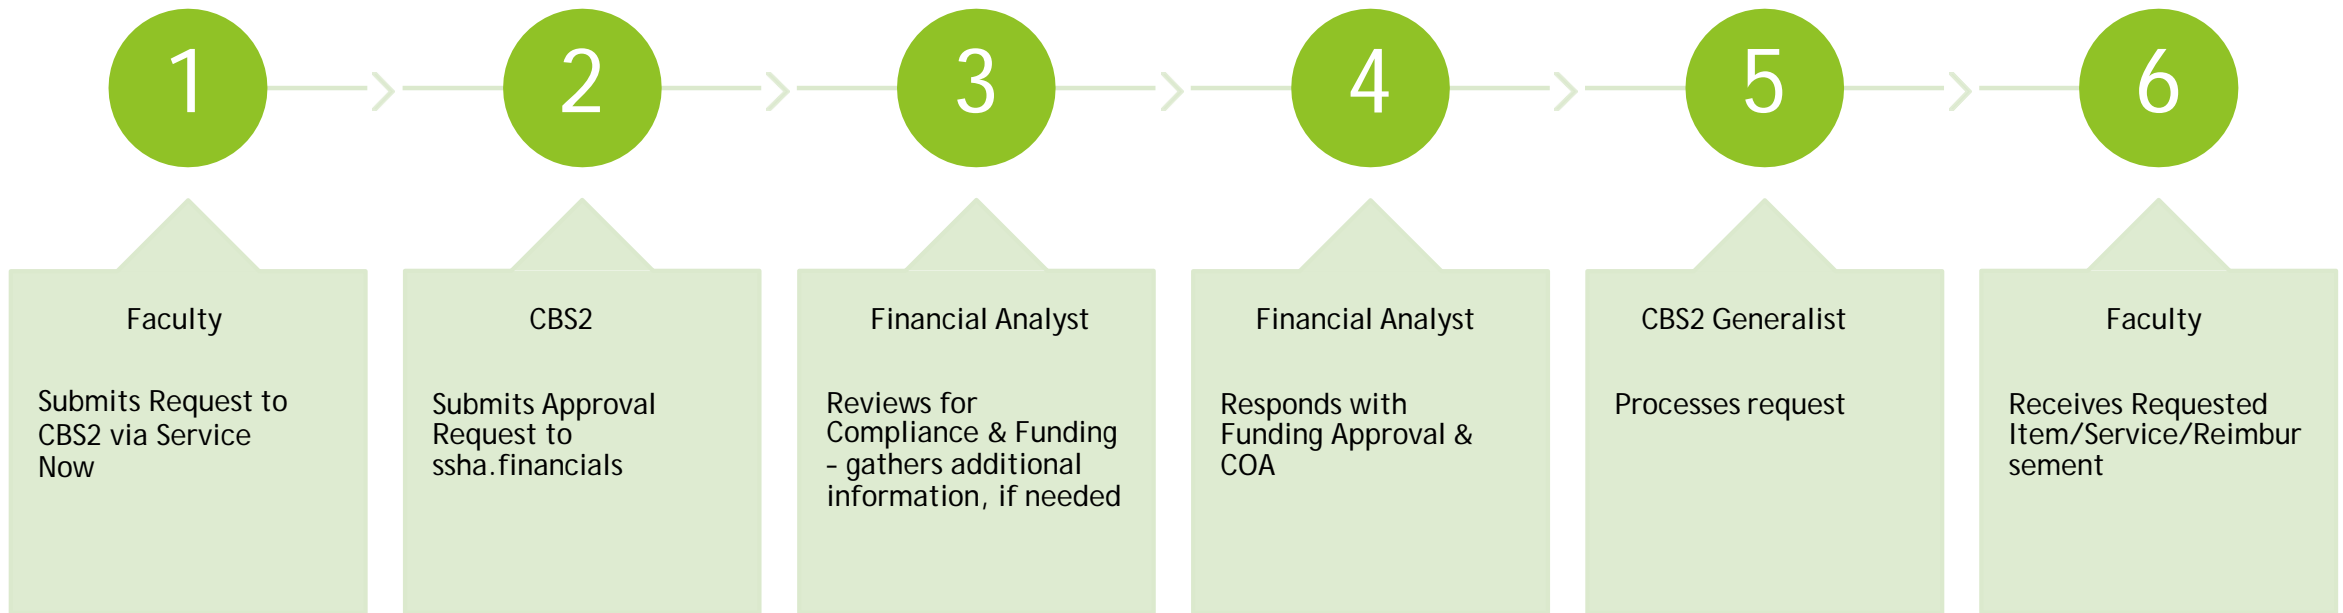 1
2
3
4
5
6
Faculty
Submits Request to
CBS2 via Service
Now
CBS2
Submits Approval
Request to
ssha.financials
Financial Analyst
Reviews for
Compliance & Funding
– gathers additional
information, if needed
Financial Analyst
Responds with
Funding Approval &
COA
CBS2 Generalist
Processes request
Faculty
Receives Requested
Item/Service/Reimbur
sement